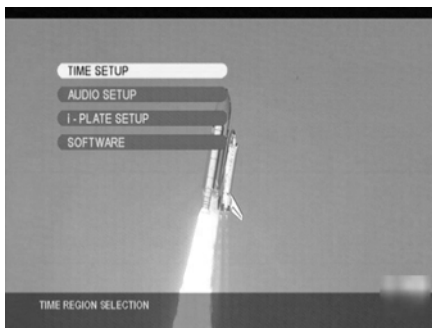 TIME SETUP
AUDIO SETUP
i - PLATE SETUP
SOFTWARE
TIME REGION SELECTION